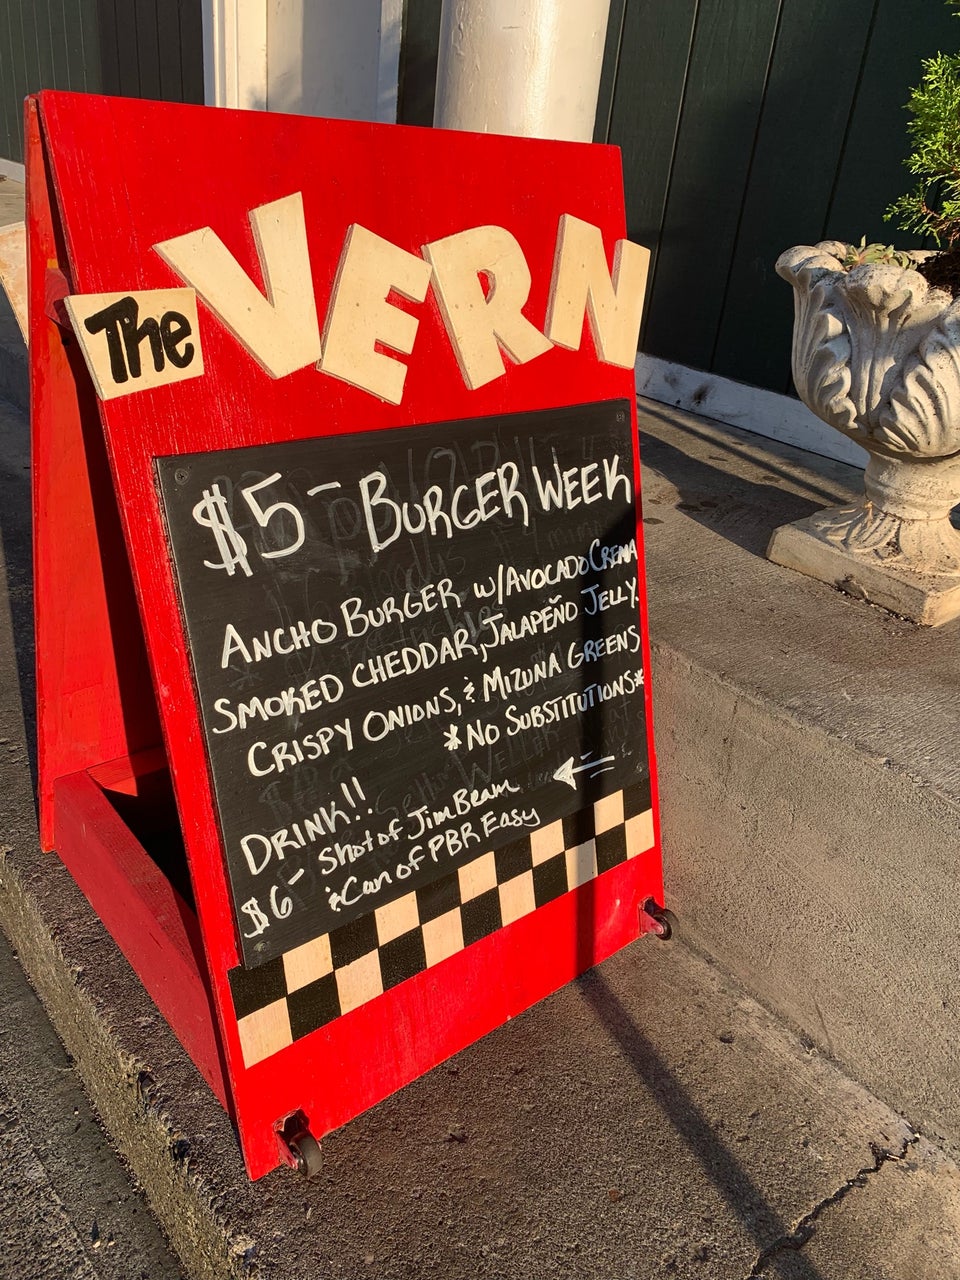 The VERN
$5 - BURGER WEEK
ANCHO BURGER W/AVOCADO CREMA
SMOKED CHEDDAR, JALAPEÑO JELLY.
CRISPY ONIONS, & MIZUNA GREENS
*NO SUBSTITUTIONS*
DRINK!!
$6 - Shot of Jim Beam
& Can of PBR Easy